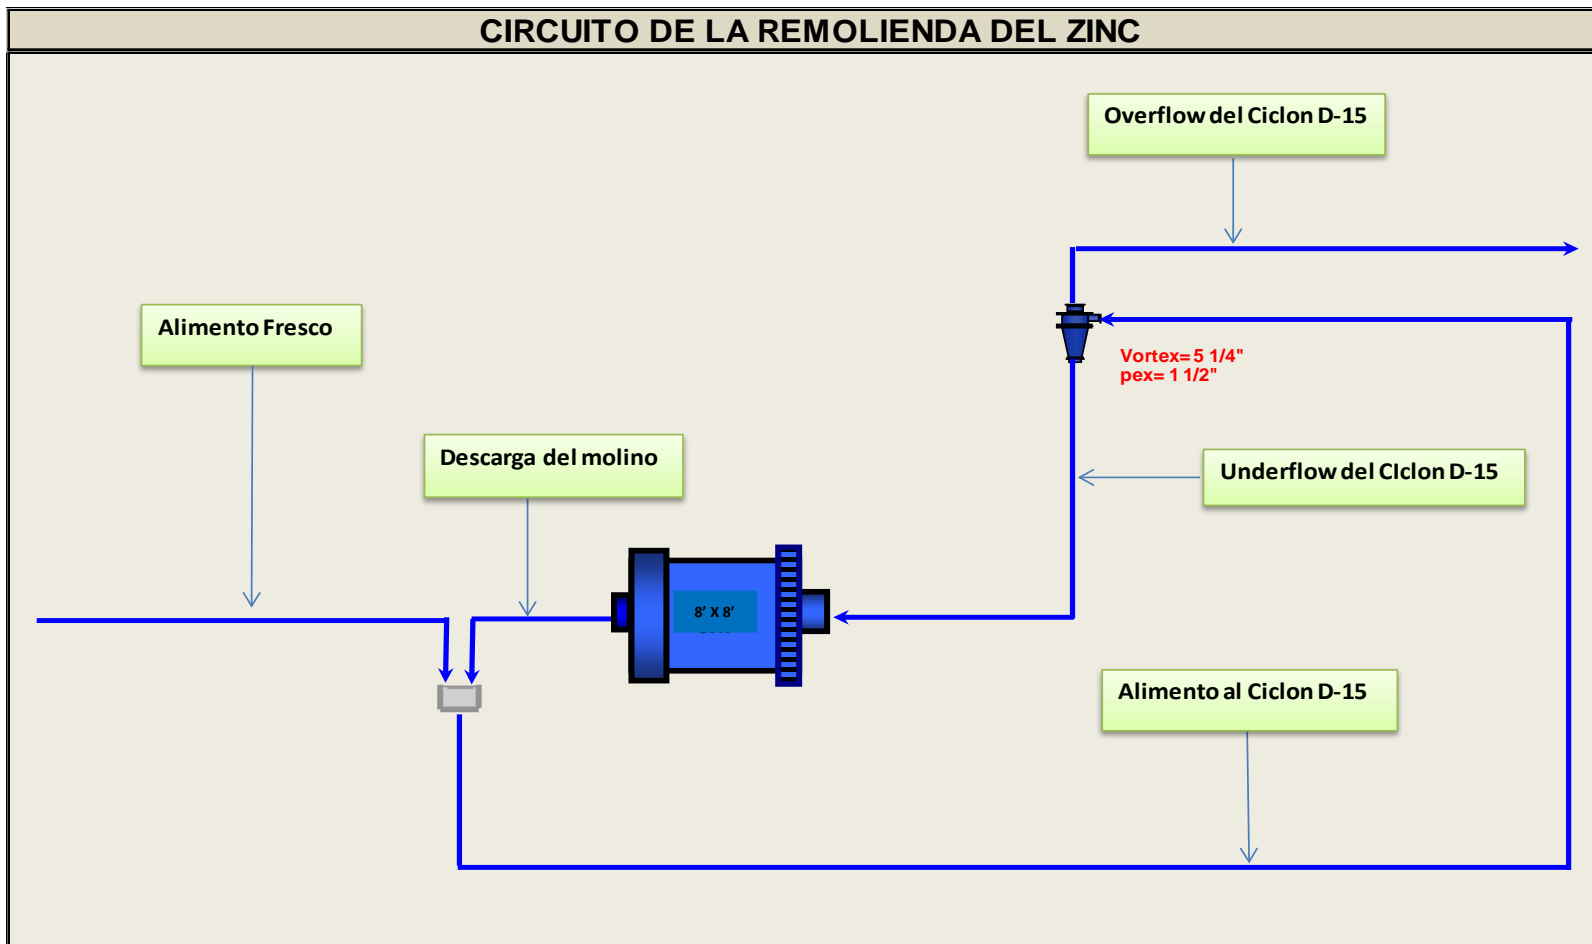 CIRCUITO DE LA REMOLIENDA DEL ZINC
Overflow del Ciclon D-15
Alimento Fresco
Vortex= 5 1/4"
pex= 1 1/2"
Descarga del molino
Underflow del CIclon D-15
8' X 8'
Alimento al Ciclon D-15